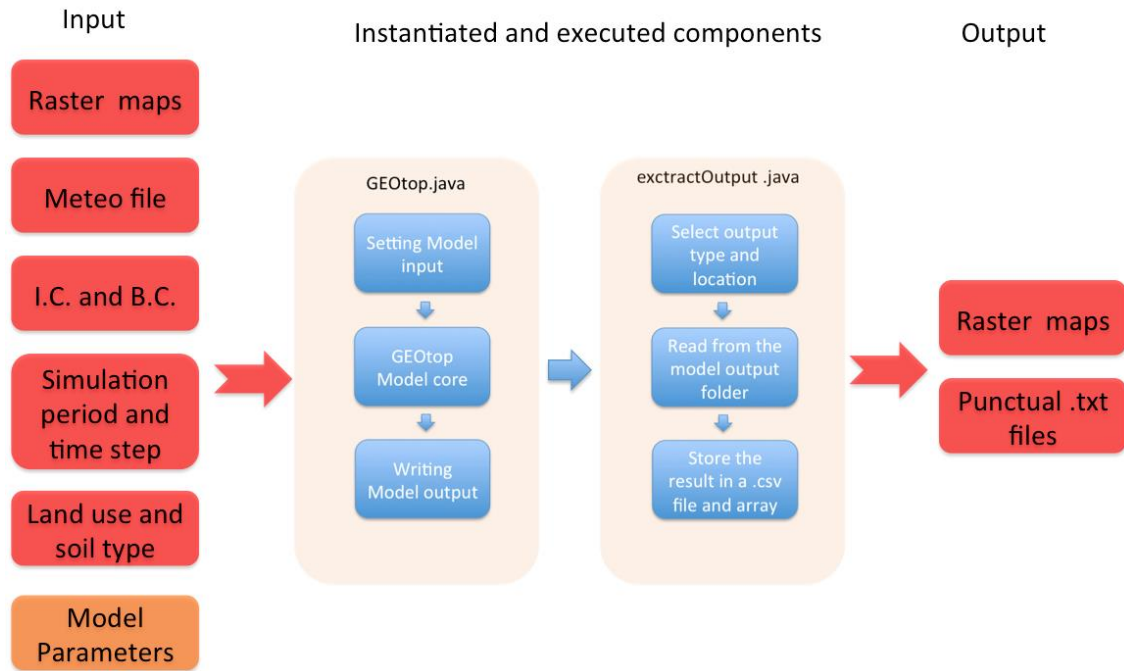 Input
Instantiated and executed components
Output
Raster maps
Meteo file
I.C. and B.C.
Simulation
period and
time step
Land use and
soil type
Model
Parameters
GEOtop.java
Setting Model
input
GEOtop
Model core
Writing
Model output
exctractOutput .java
Select output
type and
location
Read from the
model output
folder
Store the
result in a .csv
file and array
Raster maps
Punctual .txt
files